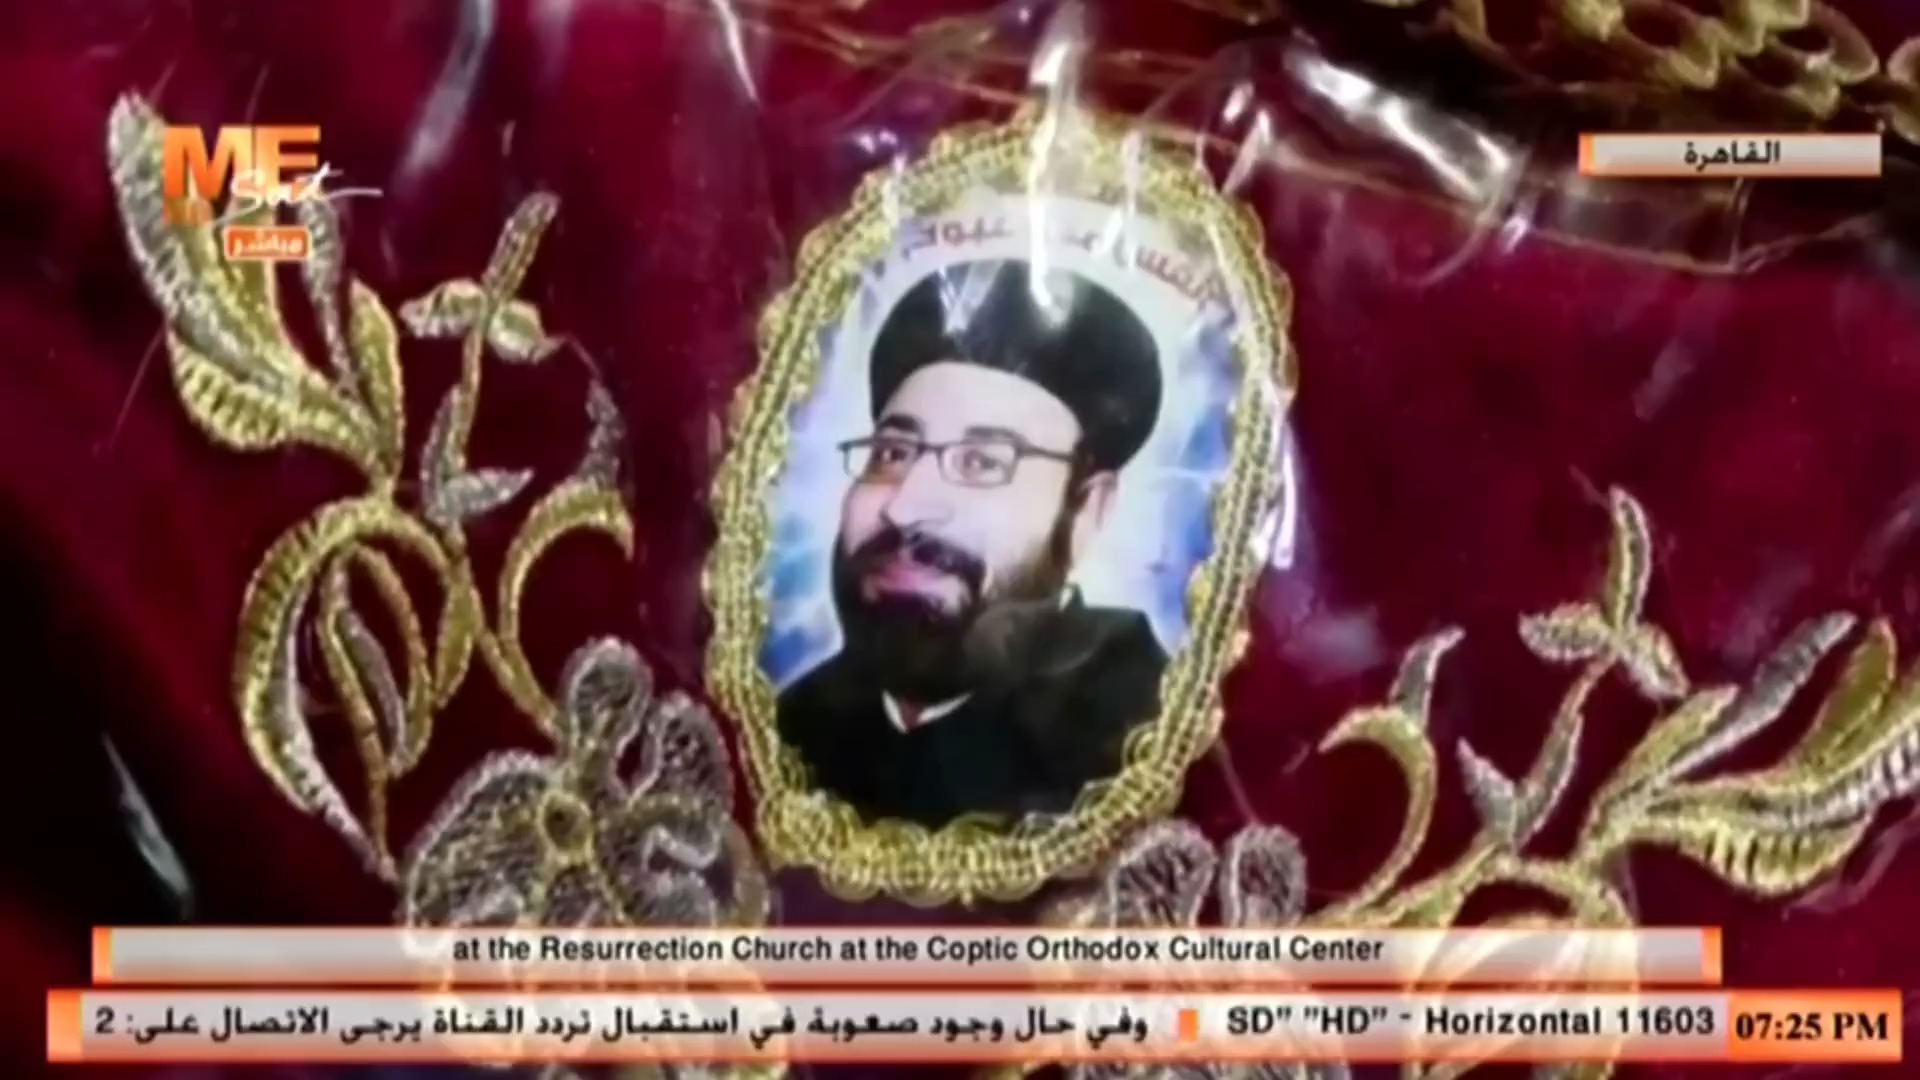 ME
Sat
مباشر
القاهرة
at the Resurrection Church at the Coptic Orthodox Cultural Center
وفي حال وجود صعوبة في استقبال تردد القناة يرجى الاتصال على: 2
SD" "HD" - Horizontal 11603
07:25 PM